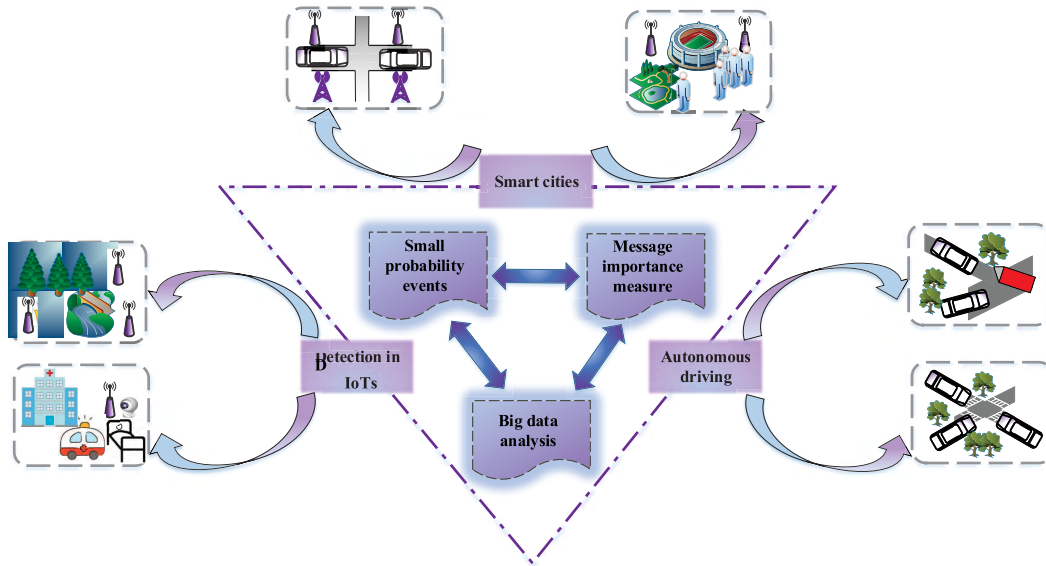 Smart cities
Small
probability
events
Message
importance
measure
Detection in
IoTs
Autonomous
driving
Big data
analysis